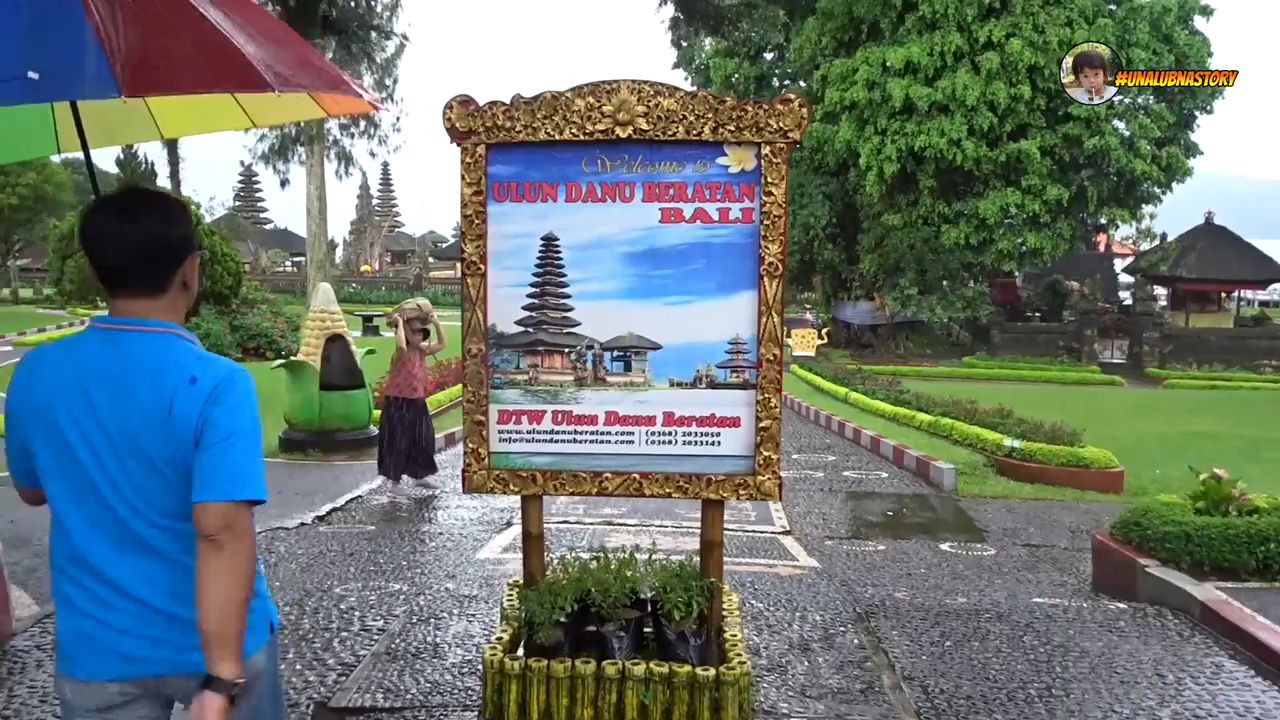 #UNALUBNASTORY
Welcome to
ULUN DANU BERATAN
BALI
DTW Ulun Danu Beratan
www.ulundanuberatan.com | (0368) 2033050
info@ulundanuberatan.com | (0368) 2033143